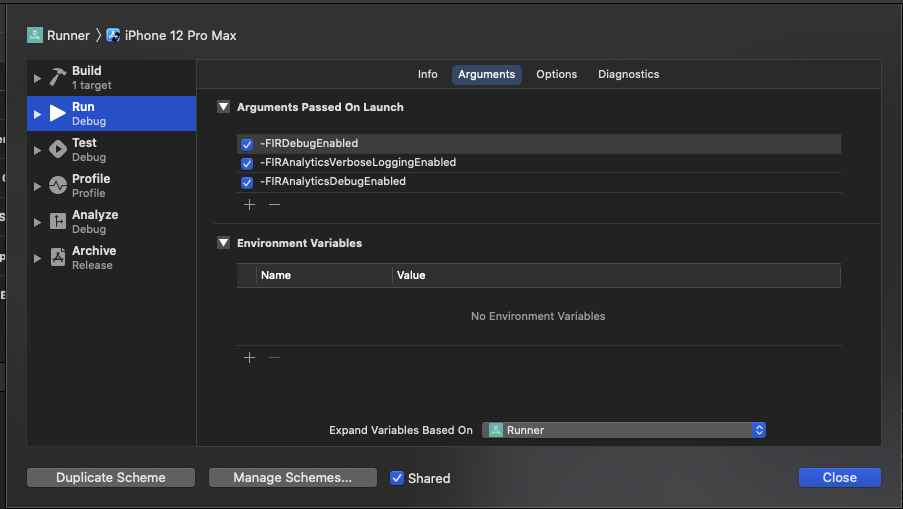 Runner 〉 iPhone 12 Pro Max
Build
1 target
Run
Debug
Test
Debug
Profile
Profile
Analyze
Debug
Archive
Release
Info Arguments Options Diagnostics
Arguments Passed On Launch
-FIRDebugEnabled
-FIRAnalyticsVerboseLoggingEnabled
-FIRAnalyticsDebugEnabled
Environment Variables
Name Value
No Environment Variables
Expand Variables Based On Runner
Duplicate Scheme Manage Schemes... Shared Close